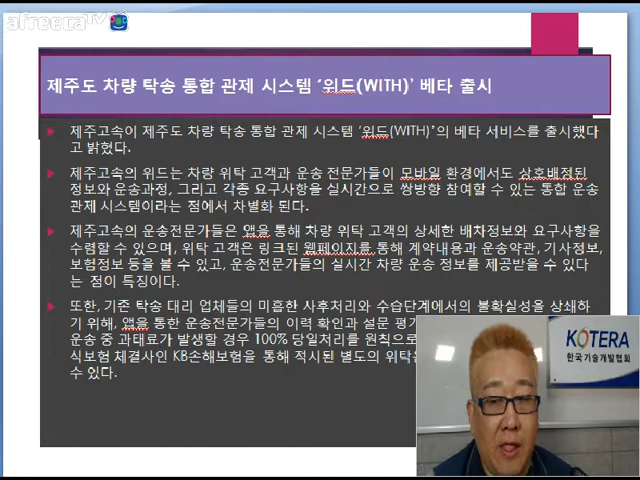 afreecaTV
제주도 차량 탁송 통합 관제 시스템 ‘위드(WITH)’ 베타 출시
제주고속이 제주도 차량 탁송 통합 관제 시스템 ‘위드(WITH)’의 베타 서비스를 출시했다
고 밝혔다.
제주고속의 위드는 차량 위탁 고객과 운송 전문가들이 모바일 환경에서도 상호배정된
정보와 운송과정, 그리고 각종 요구사항을 실시간으로 쌍방향 참여할 수 있는 통합 운송
관제 시스템이라는 점에서 차별화 된다.
제주고속의 운송전문가들은 앱을 통해 차량 위탁 고객의 상세한 배차정보와 요구사항을
수렴할 수 있으며, 위탁 고객은 링크된 웹페이지를 통해 계약내용과 운송약관, 기사정보,
보험정보 등을 볼 수 있고, 운송전문가들의 실시간 차량 운송 정보를 제공받을 수 있다
는 점이 특징이다.
또한, 기존 탁송 대리 업체들의 미흡한 사후처리와 수습단계에서의 불확실성을 상쇄하
기 위해, 앱을 통한 운송전문가들의 이력 확인과 설문 평가
운송 중 과태료가 발생할 경우 100% 당일처리를 원칙으로
식보험 체결사인 KB손해보험을 통해 적시된 별도의 위탁
수 있다.
KOTERA
한국기술개발협회